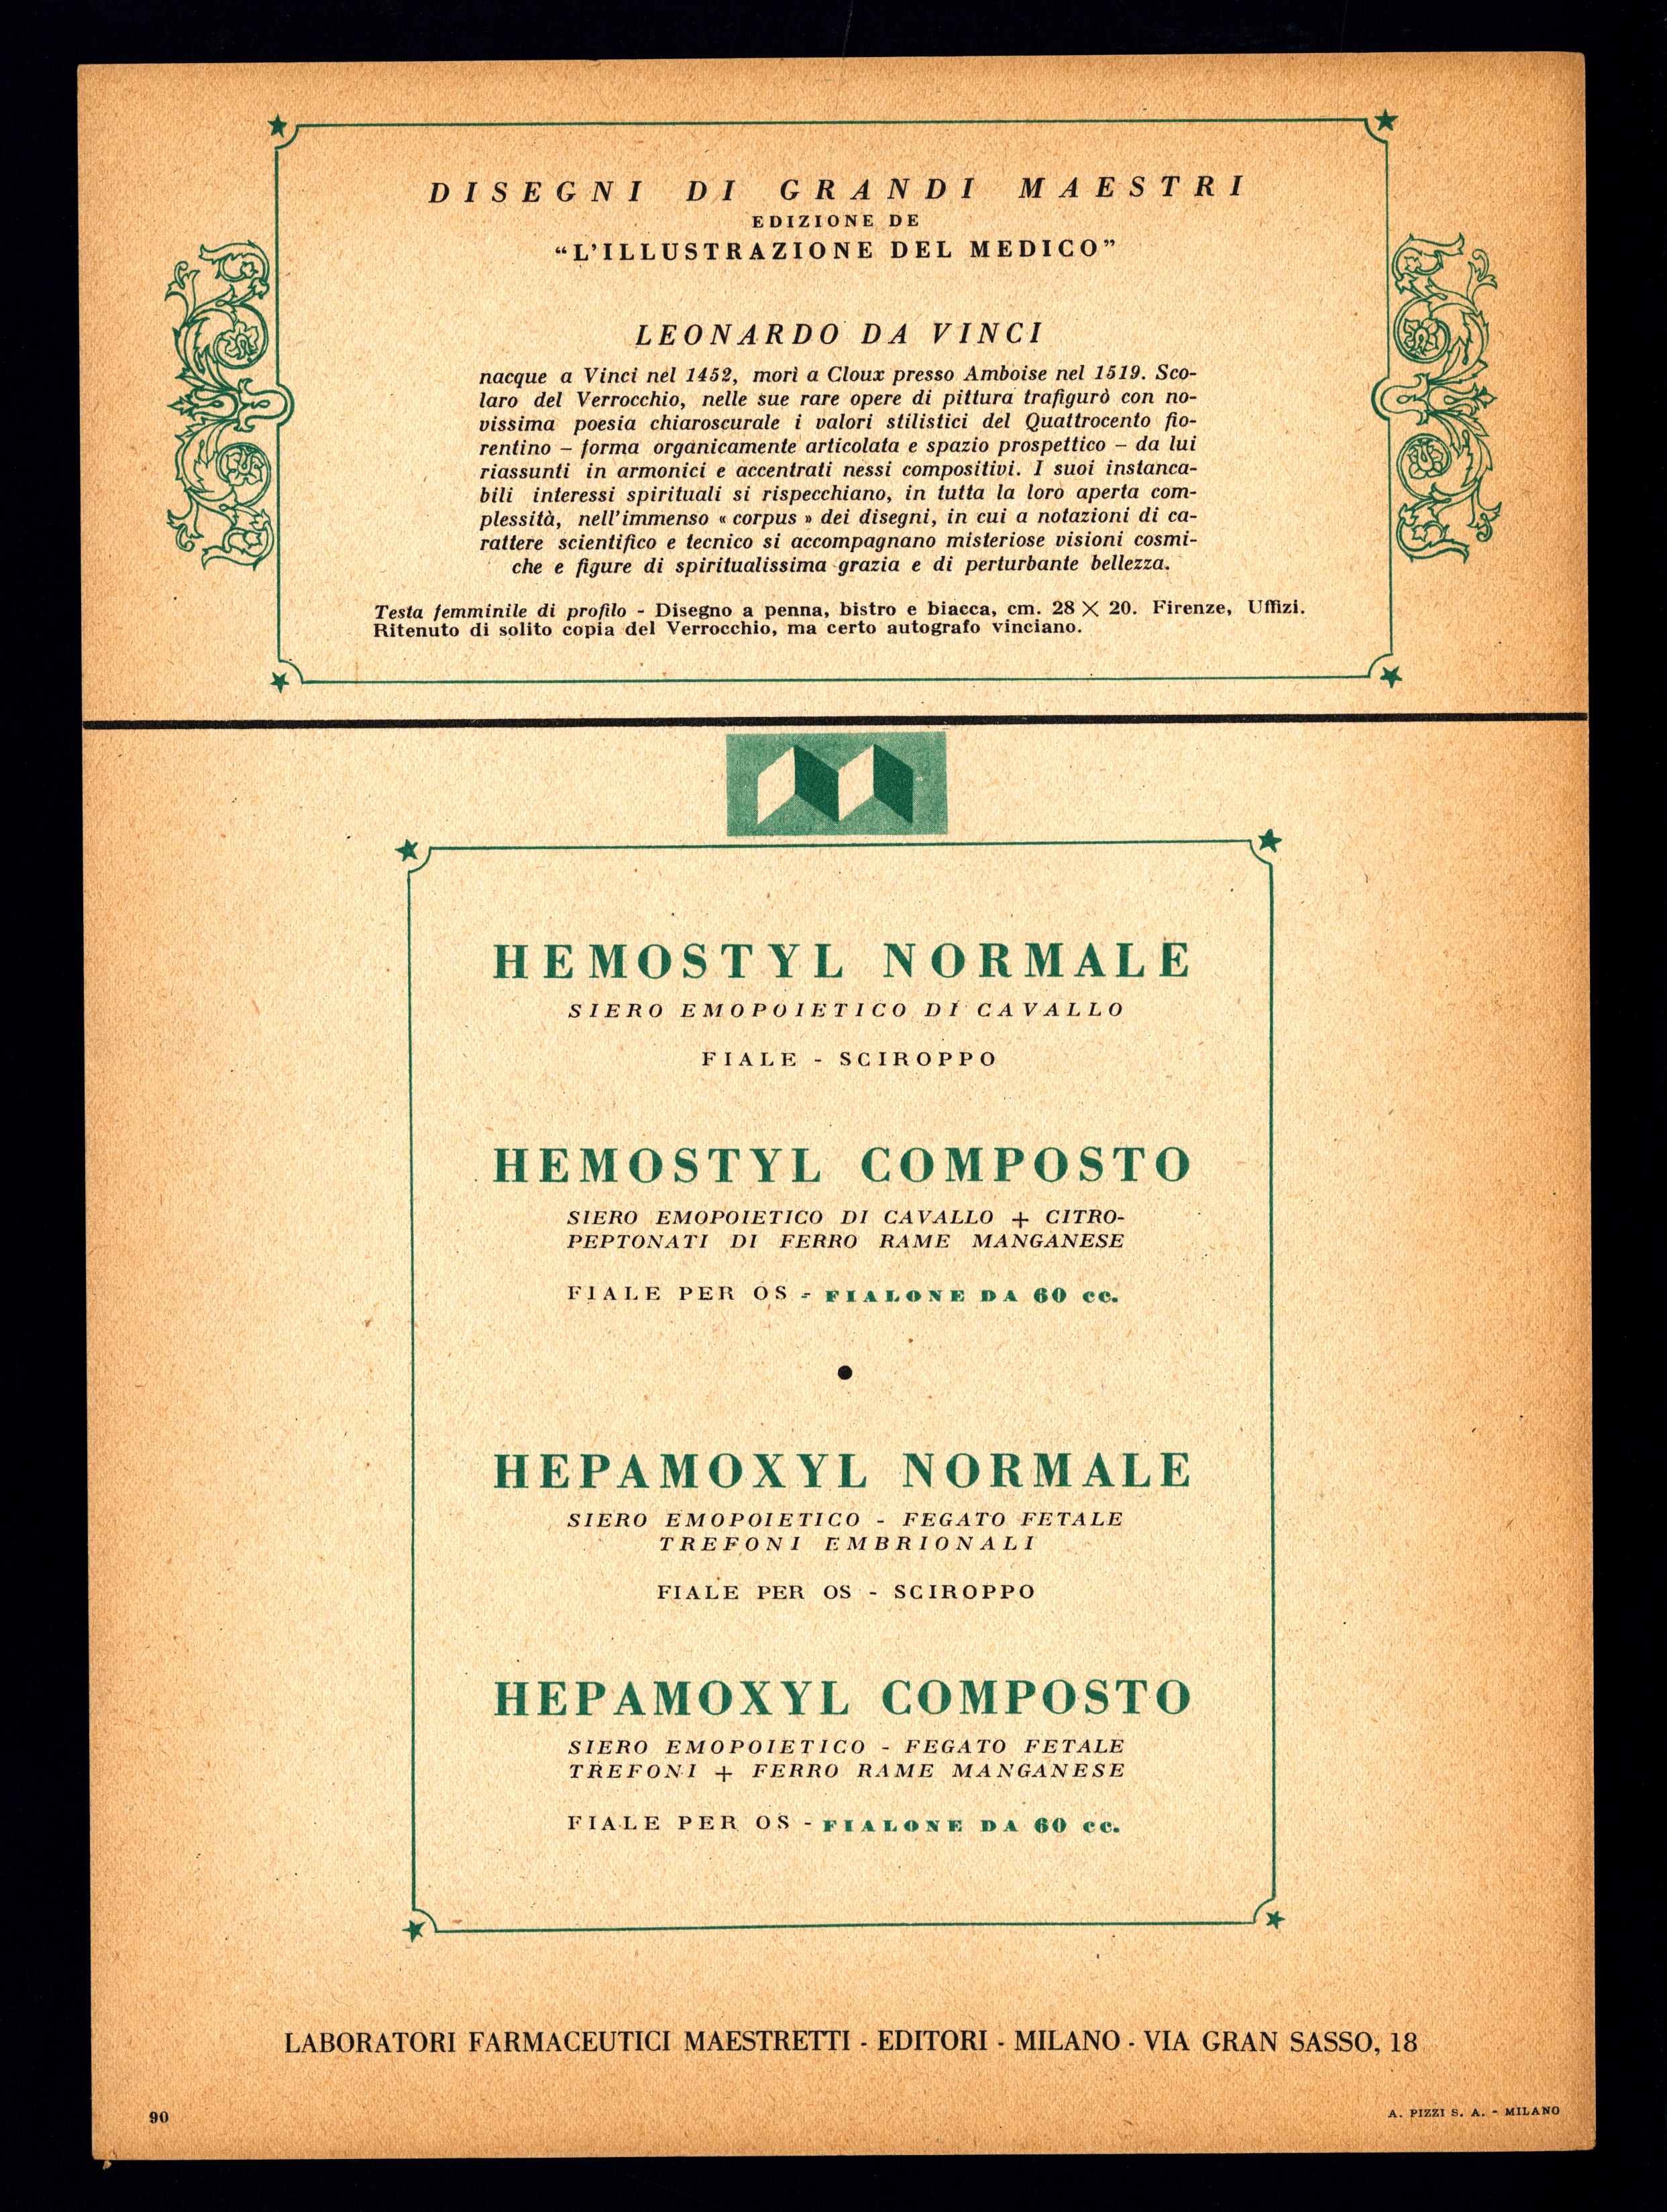 DISEGNI DI GRANDI MAESTRI
EDIZIONE DE
“L’ILLUSTRAZIONE DEL MEDICO”
LEONARDO DA VINCI
nacque a Vinci nel 1452, morì a Cloux presso Amboise nel 1519. Sco-
laro del Verrocchio, nelle sue rare opere di pittura trafigurò con no-
vissima poesia chiaroscurale i valori stilistici del Quattrocento fio-
rentino – forma organicamente articolata e spazio prospettico – da lui
riassunti in armonici e accentrati nessi compositivi. I suoi instanca-
bili interessi spirituali si rispecchiano, in tutta la loro aperta com-
plessità, nell’immenso « corpus » dei disegni, in cui a notazioni di ca-
rattere scientifico e tecnico si accompagnano misteriose visioni cosmi-
che e figure di spiritualissima grazia e di perturbante bellezza.
Testa femminile di profilo - Disegno a penna, bistro e biacca, cm. 28 × 20. Firenze, Uffizi.
Ritenuto di solito copia del Verrocchio, ma certo autografo vinciano.
HEMOSTYL NORMALE
SIERO EMOPOIETICO DI CAVALLO
FIALE - SCIROPPO
HEMOSTYL COMPOSTO
SIERO EMOPOIETICO DI CAVALLO + CITRO-
PEPTONATI DI FERRO RAME MANGANESE
FIALE PER OS - FIALONE DA 60 cc.
HEPAMOXYL NORMALE
SIERO EMOPOIETICO - FEGATO FETALE
TREFONI EMBRIONALI
FIALE PER OS - SCIROPPO
HEPAMOXYL COMPOSTO
SIERO EMOPOIETICO - FEGATO FETALE
TREFONI + FERRO RAME MANGANESE
FIALE PER OS - FIALONE DA 60 cc.
LABORATORI FARMACEUTICI MAESTRETTI - EDITORI - MILANO - VIA GRAN SASSO, 18
90
A. PIZZI S. A. - MILANO